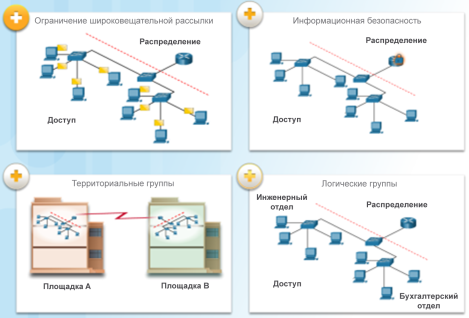 Ограничение широковещательной рассылки
Распределение
Доступ
Информационная безопасность
Распределение
Доступ
Территориальные группы
Площадка A
Площадка B
Логические группы
Инженерный
отдел
Распределение
Доступ
Бухгалтерский
отдел